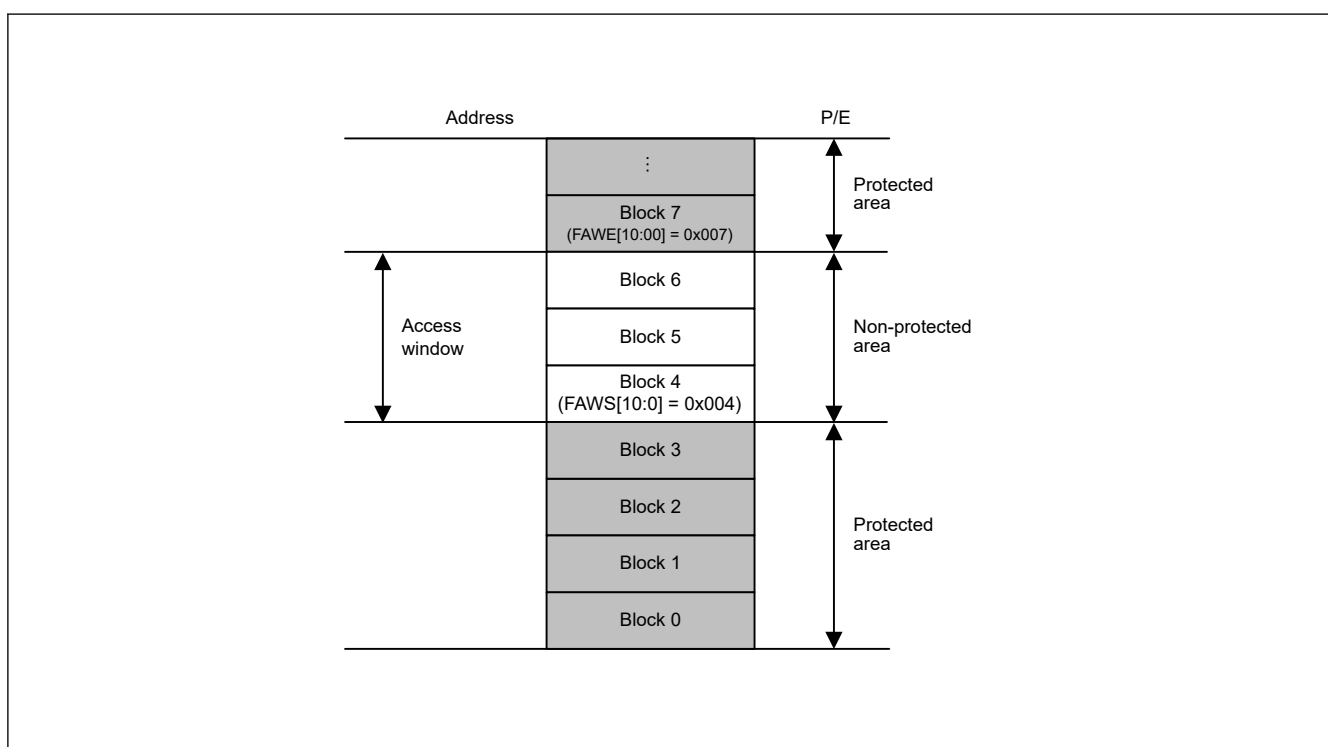 Address
P/E
⋮
Protected
area
Block 7
(FAWE[10:00] = 0x007)
Block 6
Access
window
Block 5
Non-protected
area
Block 4
(FAWS[10:0] = 0x004)
Block 3
Block 2
Protected
area
Block 1
Block 0